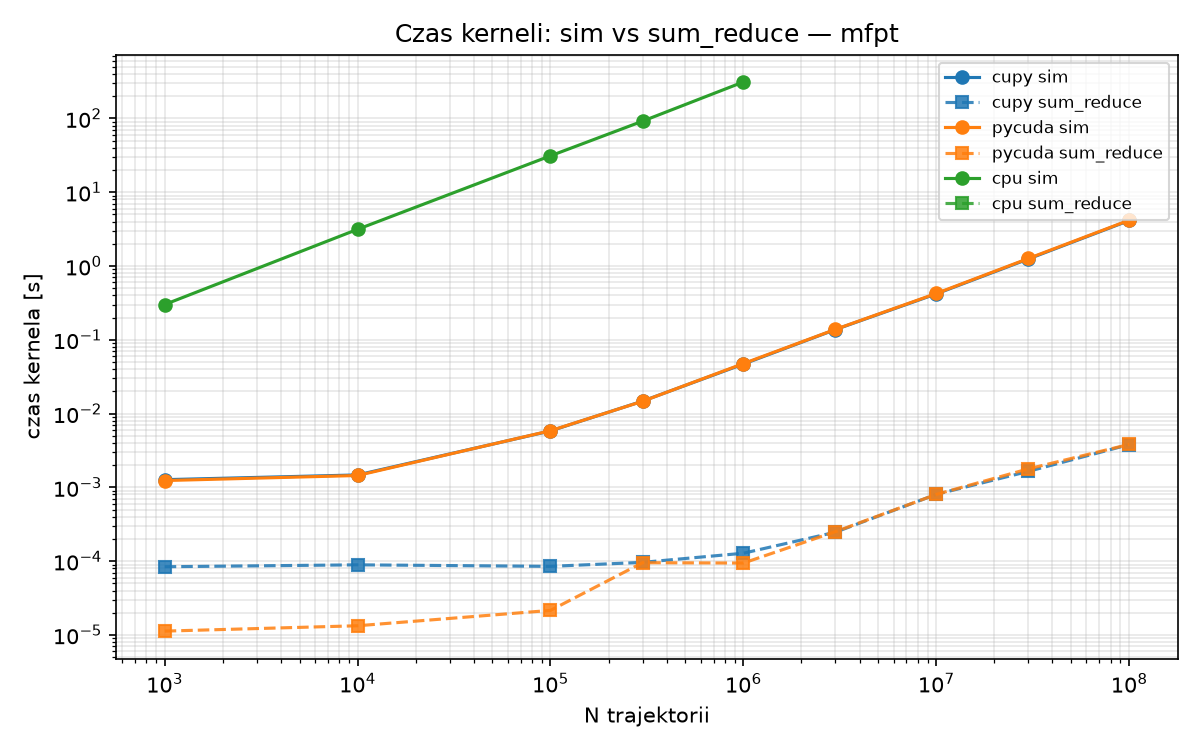 Czas kerneli: sim vs sum_reduce — mfpt
cupy sim
cupy sum_reduce
pycuda sim
pycuda sum_reduce
cpu sim
cpu sum_reduce
czas kernela [s]
10²
10¹
10⁰
10⁻¹
10⁻²
10⁻³
10⁻⁴
10⁻⁵
10³ 10⁴ 10⁵ 10⁶ 10⁷ 10⁸
N trajektorii